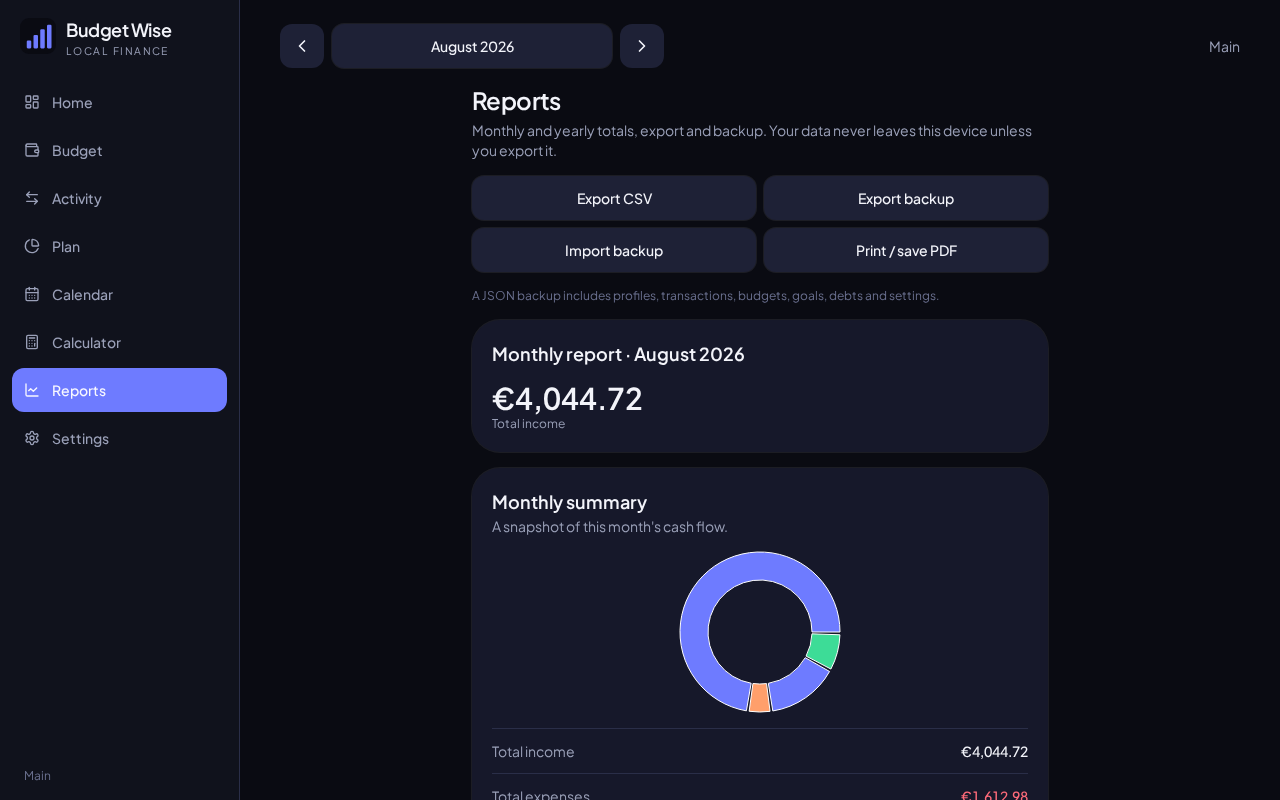 Budget Wise
LOCAL FINANCE
Home
Budget
Activity
Plan
Calendar
Calculator
Reports
Settings
Main
August 2026
Main
Reports
Monthly and yearly totals, export and backup. Your data never leaves this device unless
you export it.
Export CSV
Export backup
Import backup
Print / save PDF
A JSON backup includes profiles, transactions, budgets, goals, debts and settings.
Monthly report · August 2026
€4,044.72
Total income
Monthly summary
A snapshot of this month's cash flow.
Total income €4,044.72
Total expenses €1,612.98